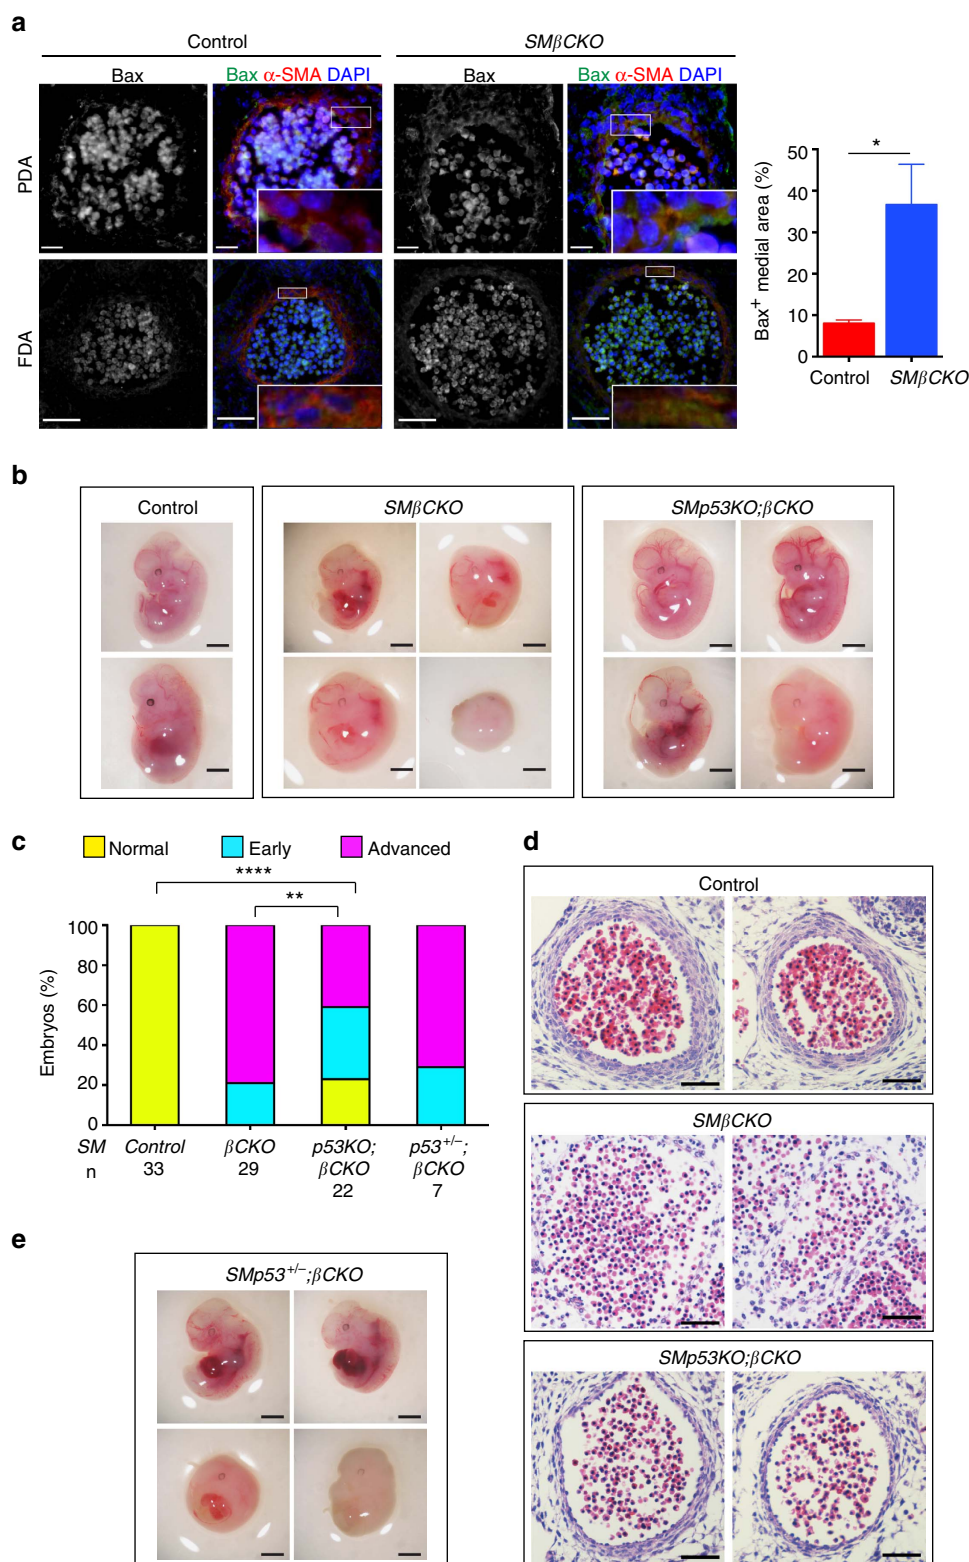 a
Control
SMβCKO
Bax
Bax α-SMA DAPI
Bax
Bax α-SMA DAPI
PDA
FDA
Bax⁺ medial area (%)
50
40
30
20
10
0
*
Control
SMβCKO
b
Control
SMβCKO
SMp53KO;βCKO
c
Normal
Early
Advanced
****
**
Embryos (%)
100
80
60
40
20
0
SM
Control
βCKO
p53KO;
βCKO
p53⁺/⁻;
βCKO
n
33
29
22
7
d
Control
SMβCKO
SMp53KO;βCKO
e
SMp53⁺/⁻;βCKO